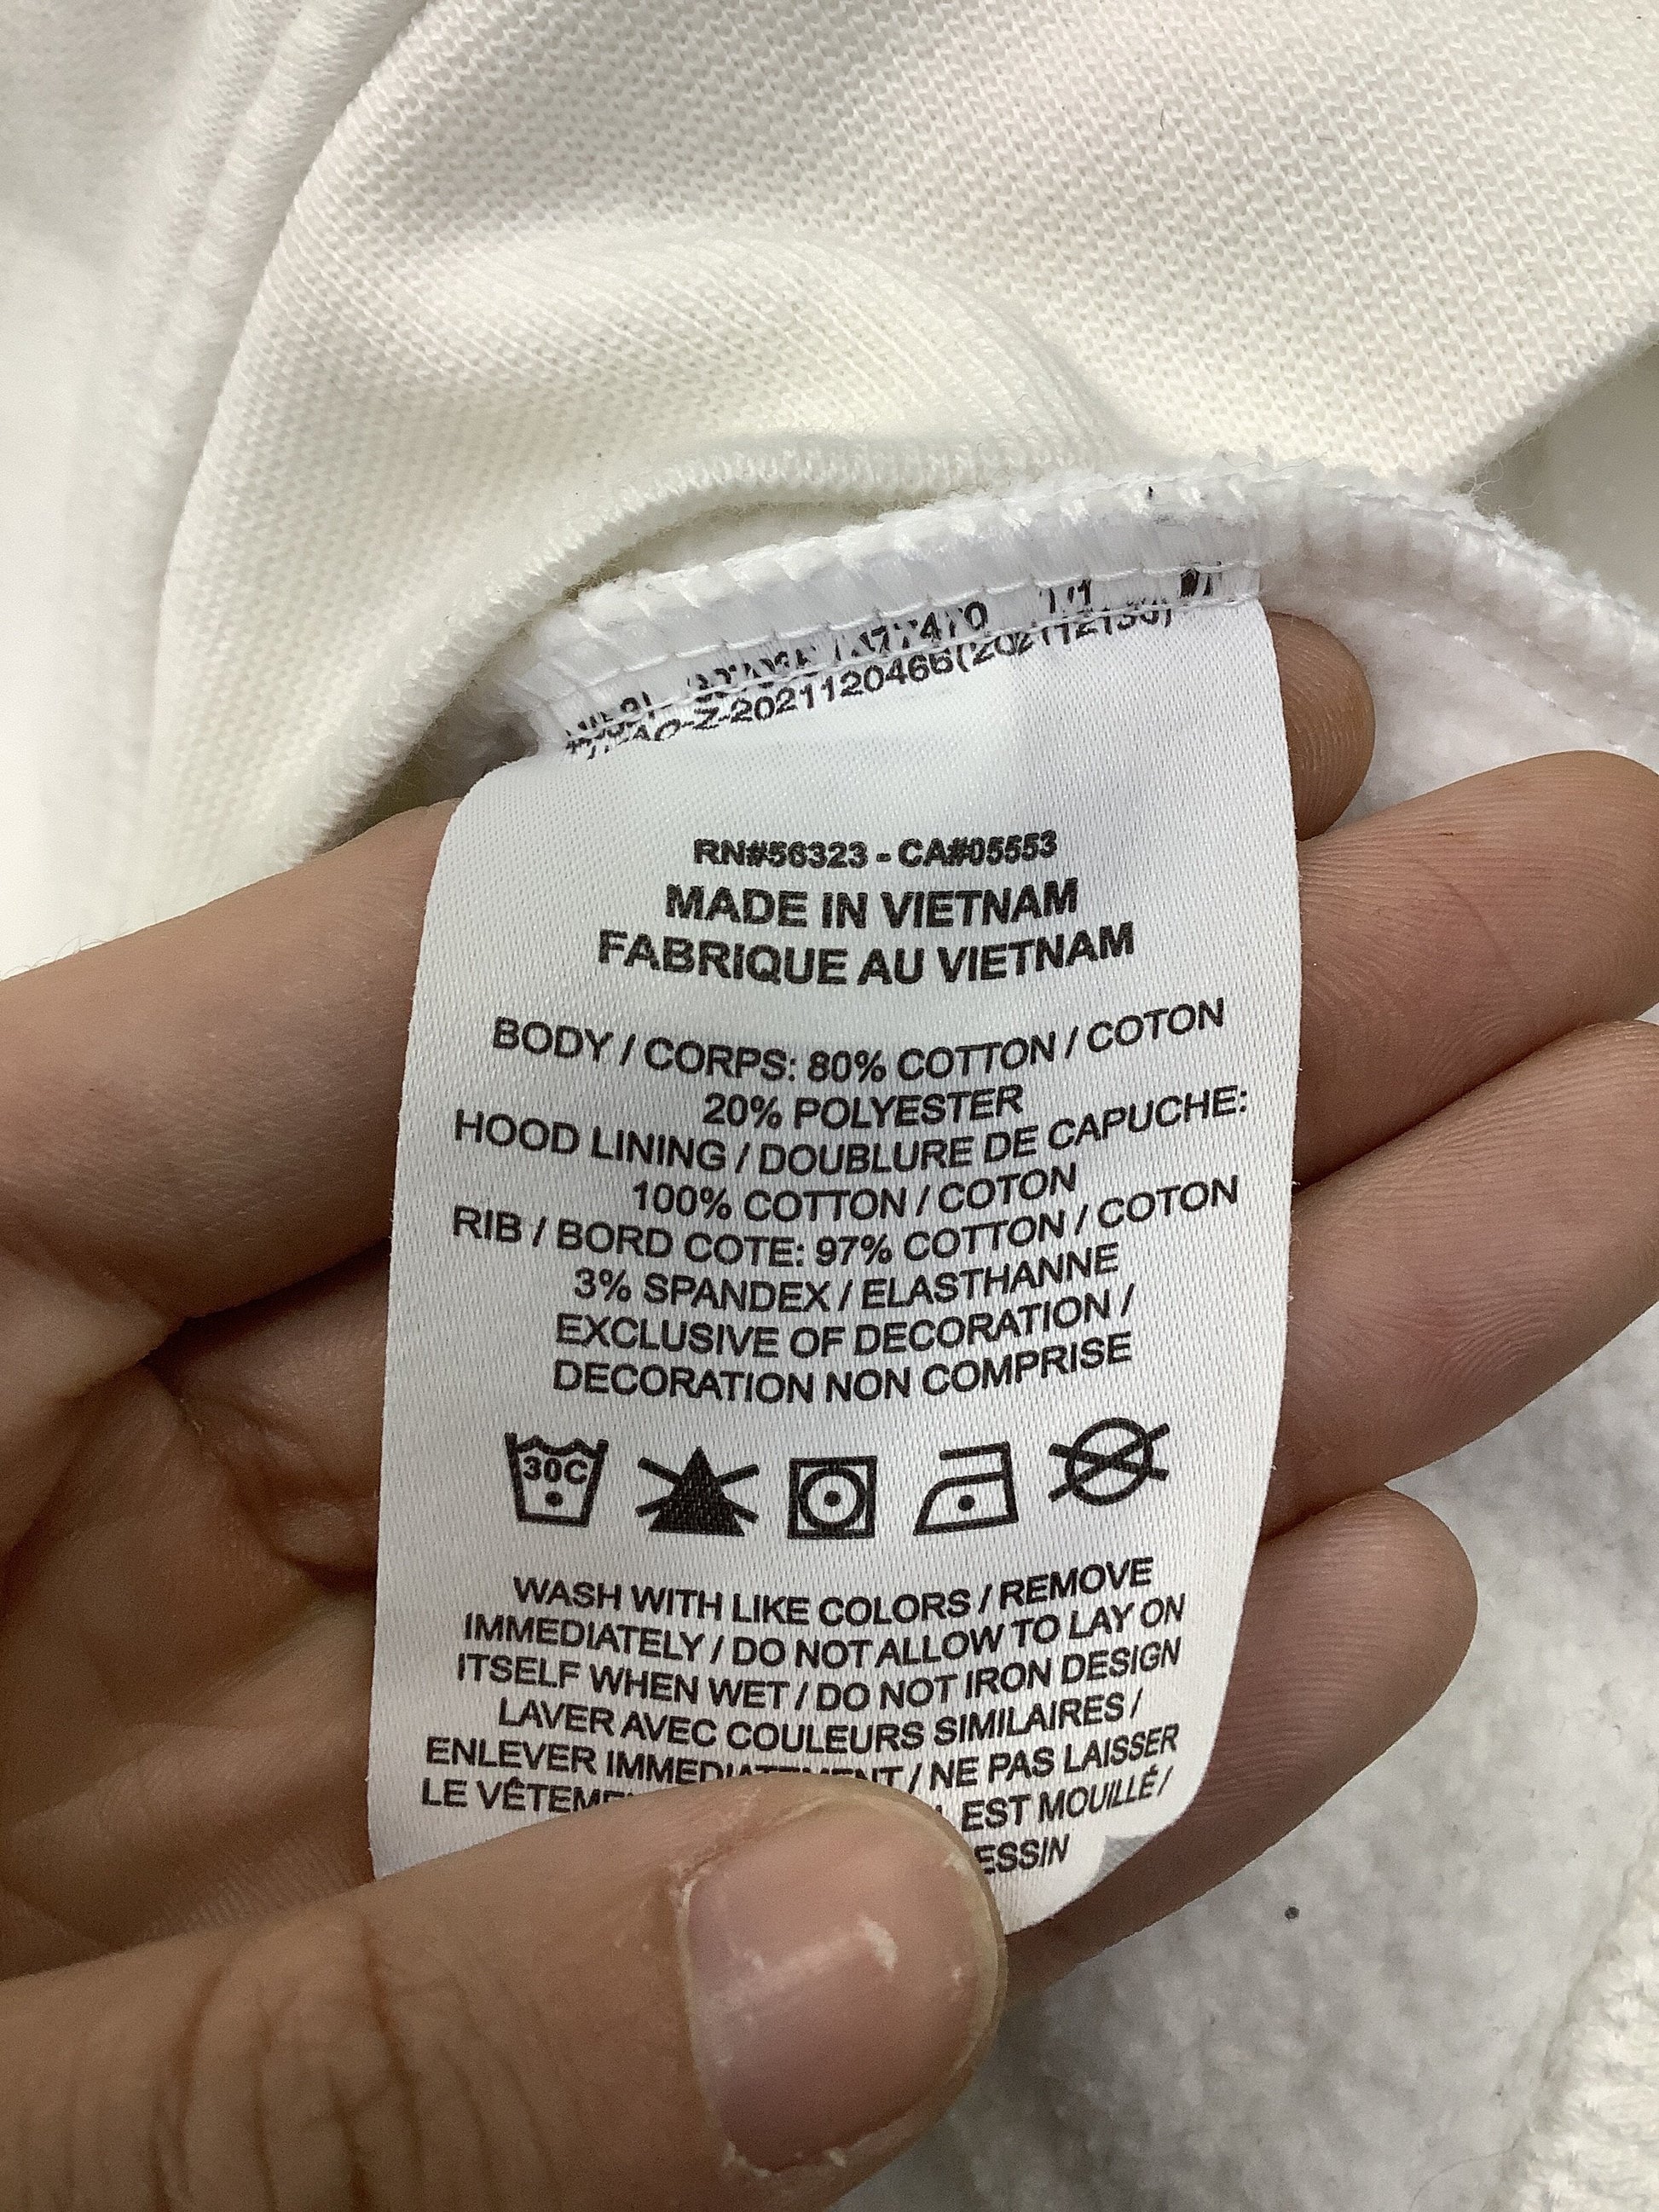 RN#56323 - CA#05553
MADE IN VIETNAM
FABRIQUE AU VIETNAM
BODY / CORPS: 80% COTTON / COTON
20% POLYESTER
HOOD LINING / DOUBLURE DE CAPUCHE:
100% COTTON / COTON
RIB / BORD COTE: 97% COTTON / COTON
3% SPANDEX / ELASTHANNE
EXCLUSIVE OF DECORATION /
DECORATION NON COMPRISE
30C
WASH WITH LIKE COLORS / REMOVE
IMMEDIATELY / DO NOT ALLOW TO LAY ON
ITSELF WHEN WET / DO NOT IRON DESIGN
LAVER AVEC COULEURS SIMILAIRES /
ENLEVER / NE PAS LAISSER
LE EST MOUILLÉ /